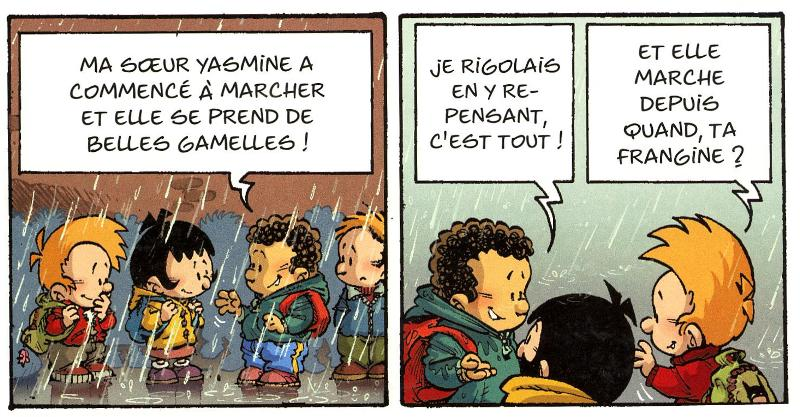 MA SŒUR YASMINE A
COMMENCÉ À MARCHER
ET ELLE SE PREND DE
BELLES GAMELLES !
JE RIGOLAIS
EN Y RE-
PENSANT,
C'EST TOUT !
ET ELLE
MARCHE
DEPUIS
QUAND, TA
FRANGINE ?